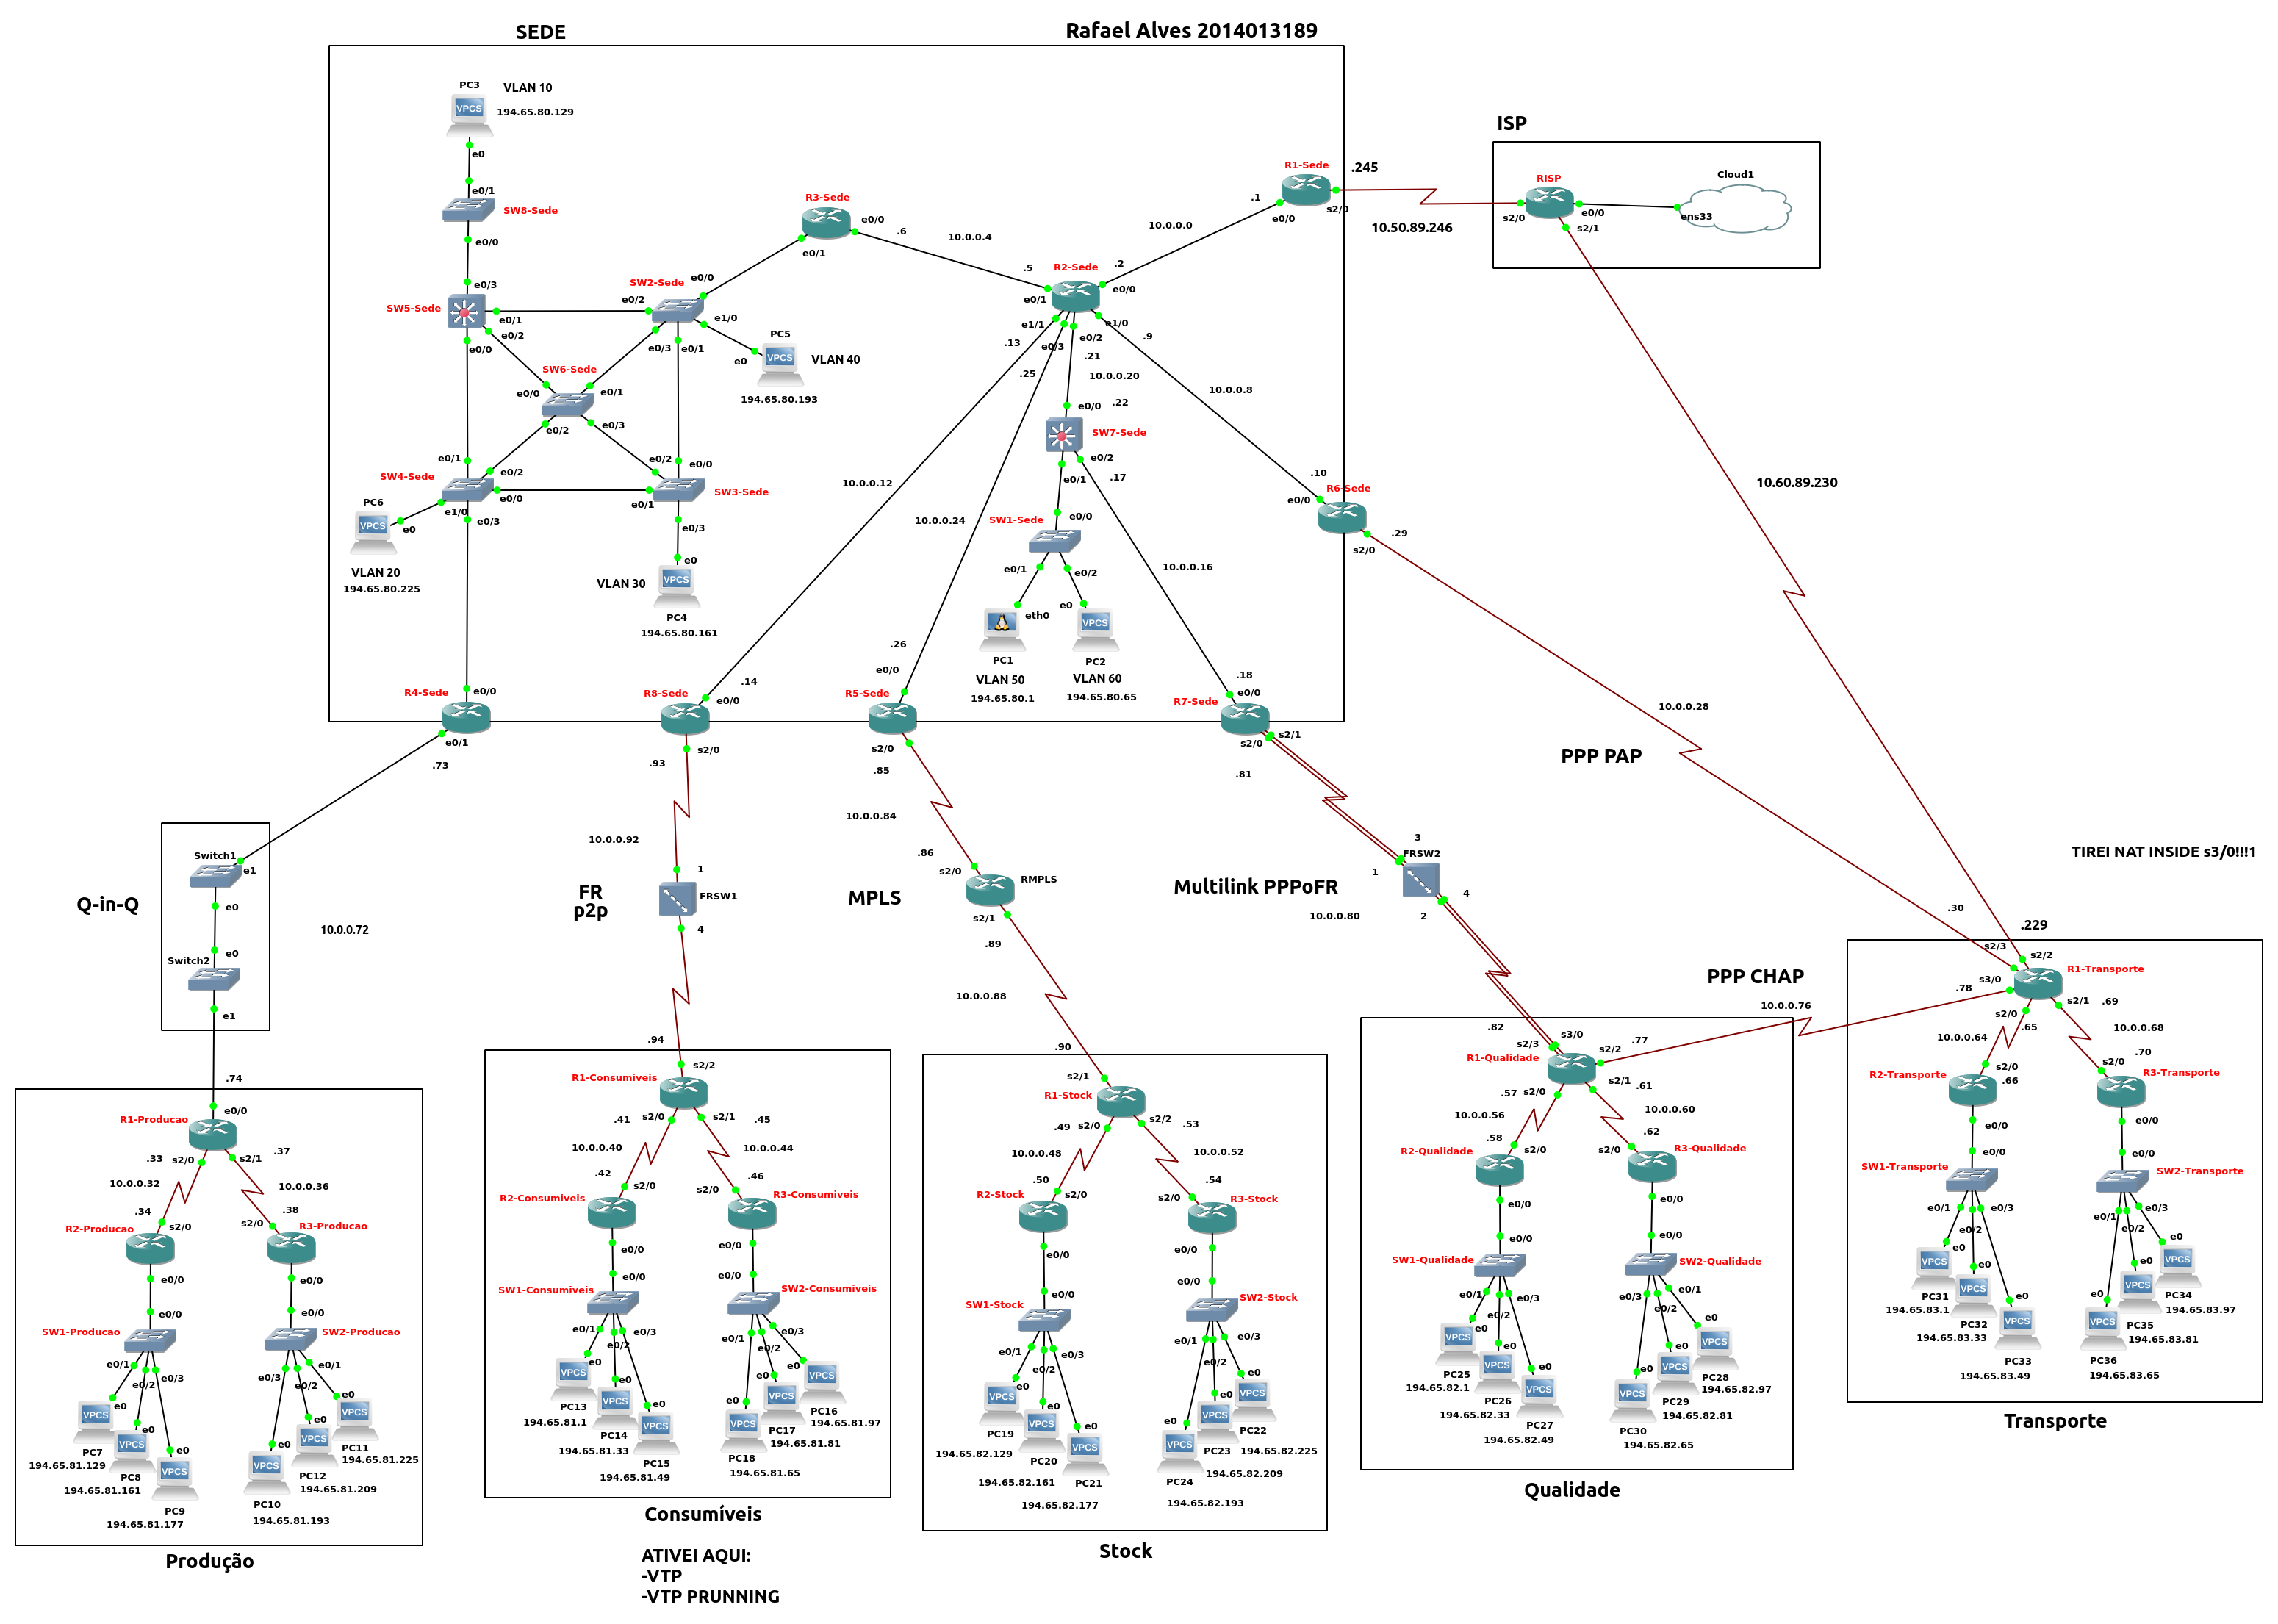 SEDE
Rafael Alves 2014013189
PC3
VLAN 10
194.65.80.129
VPCS
e0
e0/1
SW8-Sede
e0/0
e0/3
SW5-Sede
e0/1
e0/2
e0/0
SW2-Sede
e0/0
e0/2
e1/0
e0/3
e0/1
PC5
VPCS
e0
VLAN 40
194.65.80.193
SW6-Sede
e0/0
e0/1
e0/2
e0/3
e0/1
SW4-Sede
e0/2
e0/0
e1/0
e0/3
PC6
VPCS
e0
VLAN 20
194.65.80.225
e0/2
e0/0
SW3-Sede
e0/1
e0/3
e0
VPCS
VLAN 30
PC4
194.65.80.161
R3-Sede
e0/0
.6
e0/1
10.0.0.4
.5
R2-Sede
e0/1
.2
e0/0
e1/1
e0/3
e0/2
e1/0
.13
.25
.21
.9
10.0.0.0
.1
R1-Sede
e0/0
s2/0
.245
10.50.89.246
ISP
RISP
s2/0
e0/0
s2/1
Cloud1
ens33
10.0.0.20
e0/0
.22
SW7-Sede
e0/2
e0/1
.17
10.0.0.8
10.0.0.12
10.0.0.24
10.0.0.16
SW1-Sede
e0/0
e0/1
e0/2
eth0
e0
VPCS
PC1
PC2
VLAN 50
VLAN 60
194.65.80.1
194.65.80.65
.10
R6-Sede
e0/0
s2/0
.29
10.60.89.230
10.0.0.28
PPP PAP
e0/0
R4-Sede
e0/1
.73
R8-Sede
.14
e0/0
s2/0
.93
.26
e0/0
R5-Sede
s2/0
.85
.18
e0/0
R7-Sede
s2/0
s2/1
.81
Switch1
e1
e0
e0
Switch2
e1
Q-in-Q
10.0.0.72
.74
10.0.0.92
1
FRSW1
4
FR
p2p
.94
10.0.0.84
.86
s2/0
RMPLS
s2/1
.89
MPLS
10.0.0.88
.90
3
FRSW2
1
4
2
Multilink PPPoFR
10.0.0.80
.82
TIREI NAT INSIDE s3/0!!!1
PPP CHAP
10.0.0.76
.30
.229
s2/3
s2/2
R1-Transporte
s3/0
.78
s2/1
.69
s2/0
.65
10.0.0.64
10.0.0.68
s2/0
.66
R2-Transporte
.70
s2/0
R3-Transporte
e0/0
e0/0
e0/0
e0/0
SW1-Transporte
SW2-Transporte
e0/1
e0/2
e0/3
e0/1
e0/2
e0/3
e0
e0
e0
e0
e0
e0
VPCS
VPCS
VPCS
VPCS
VPCS
VPCS
PC31
194.65.83.1
PC32
194.65.83.33
PC33
194.65.83.49
PC34
194.65.83.97
PC35
194.65.83.81
PC36
194.65.83.65
Transporte
s3/0
s2/3
R1-Qualidade
s2/2
.77
s2/1
.61
.57
s2/0
10.0.0.56
10.0.0.60
.58
s2/0
R2-Qualidade
.62
s2/0
R3-Qualidade
e0/0
e0/0
e0/0
e0/0
SW1-Qualidade
SW2-Qualidade
e0/1
e0/2
e0/3
e0/3
e0/2
e0/1
e0
e0
e0
e0
e0
e0
VPCS
VPCS
VPCS
VPCS
VPCS
VPCS
PC25
194.65.82.1
PC26
194.65.82.33
PC27
194.65.82.49
PC28
194.65.82.97
PC29
194.65.82.81
PC30
194.65.82.65
Qualidade
s2/1
R1-Stock
s2/2
.53
.49
s2/0
10.0.0.48
10.0.0.52
.50
R2-Stock
s2/0
.54
s2/0
R3-Stock
e0/0
e0/0
e0/0
e0/0
SW1-Stock
SW2-Stock
e0/1
e0/2
e0/3
e0/1
e0/2
e0/3
e0
e0
e0
e0
e0
e0
VPCS
VPCS
VPCS
VPCS
VPCS
VPCS
PC19
194.65.82.129
PC20
194.65.82.161
PC21
194.65.82.177
PC22
194.65.82.225
PC23
194.65.82.209
PC24
194.65.82.193
Stock
s2/2
R1-Consumiveis
.41
s2/0
s2/1
.45
10.0.0.40
10.0.0.44
.42
s2/0
R2-Consumiveis
.46
s2/0
R3-Consumiveis
e0/0
e0/0
e0/0
e0/0
SW1-Consumiveis
SW2-Consumiveis
e0/1
e0/2
e0/3
e0/1
e0/2
e0/3
e0
e0
e0
e0
e0
e0
VPCS
VPCS
VPCS
VPCS
VPCS
VPCS
PC13
194.65.81.1
PC14
194.65.81.33
PC15
194.65.81.49
PC16
194.65.81.97
PC17
194.65.81.81
PC18
194.65.81.65
Consumíveis
ATIVEI AQUI:
-VTP
-VTP PRUNNING
e0/0
R1-Producao
.33
s2/0
s2/1
.37
10.0.0.32
10.0.0.36
.34
s2/0
R2-Producao
.38
s2/0
R3-Producao
e0/0
e0/0
e0/0
e0/0
SW1-Producao
SW2-Producao
e0/1
e0/2
e0/3
e0/3
e0/2
e0/1
e0
e0
e0
e0
e0
e0
VPCS
VPCS
VPCS
VPCS
VPCS
VPCS
PC7
194.65.81.129
PC8
194.65.81.161
PC9
194.65.81.177
PC11
194.65.81.225
PC12
194.65.81.209
PC10
194.65.81.193
Produção